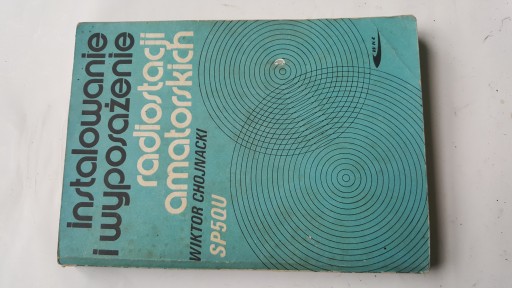 instalowanie
i wyposażenie
radiostacji
amatorskich
WIKTOR CHOJNACKI
SP5QU